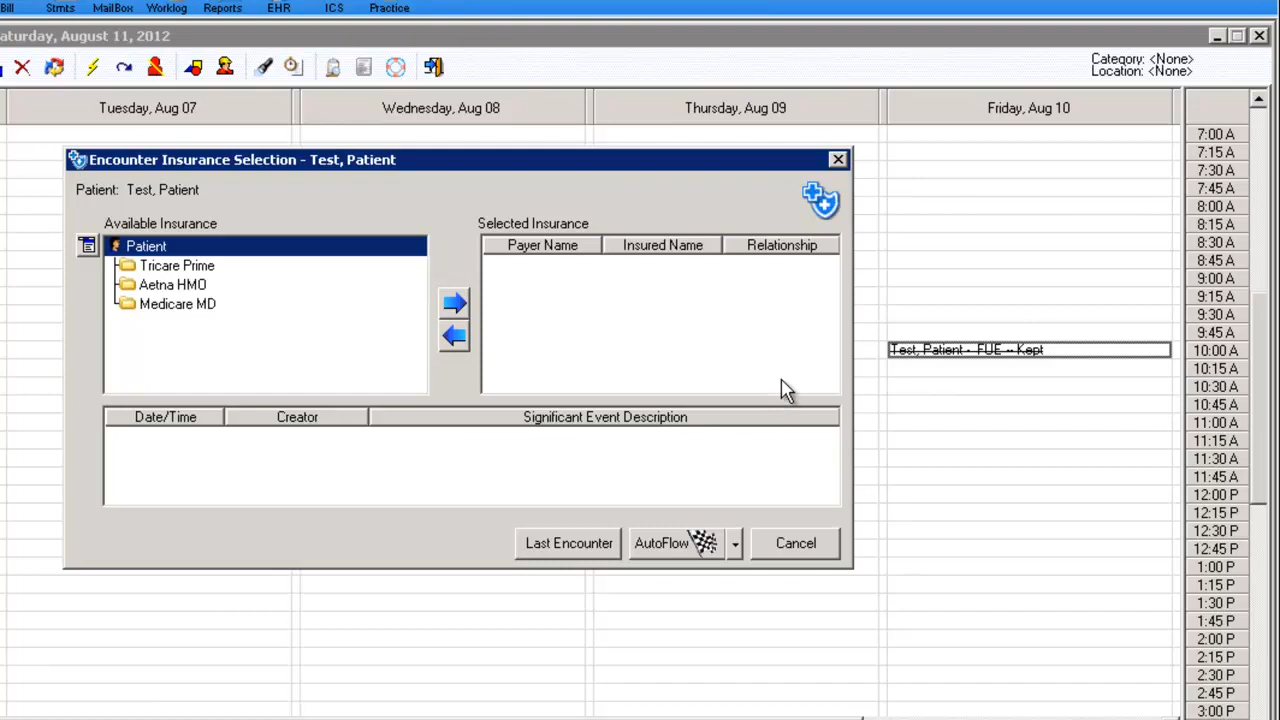 Bill Stmts MailBox Worklog Reports EHR ICS Practice
aturday, August 11, 2012
Category: <None>
Location: <None>
Tuesday, Aug 07 Wednesday, Aug 08 Thursday, Aug 09 Friday, Aug 10
Encounter Insurance Selection - Test, Patient
Patient: Test, Patient
Available Insurance
Patient
Tricare Prime
Aetna HMO
Medicare MD
Selected Insurance
Payer Name Insured Name Relationship
Date/Time Creator Significant Event Description
Last Encounter AutoFlow Cancel
Test, Patient - FUE -- Kept
7:00 A
7:15 A
7:30 A
7:45 A
8:00 A
8:15 A
8:30 A
8:45 A
9:00 A
9:15 A
9:30 A
9:45 A
10:00 A
10:15 A
10:30 A
10:45 A
11:00 A
11:15 A
11:30 A
11:45 A
12:00 P
12:15 P
12:30 P
12:45 P
1:00 P
1:15 P
1:30 P
1:45 P
2:00 P
2:15 P
2:30 P
2:45 P
3:00 P